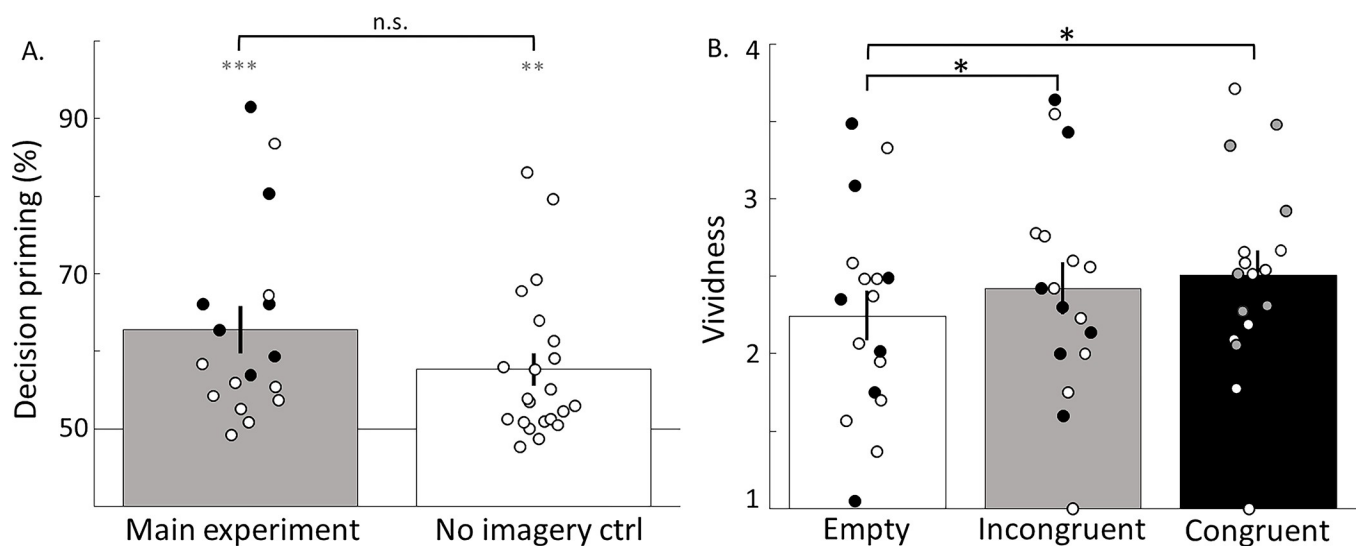 A.
n.s.
***
**
Decision priming (%)
90
70
50
Main experiment
No imagery ctrl
B.
*
*
Vividness
4
3
2
1
Empty
Incongruent
Congruent